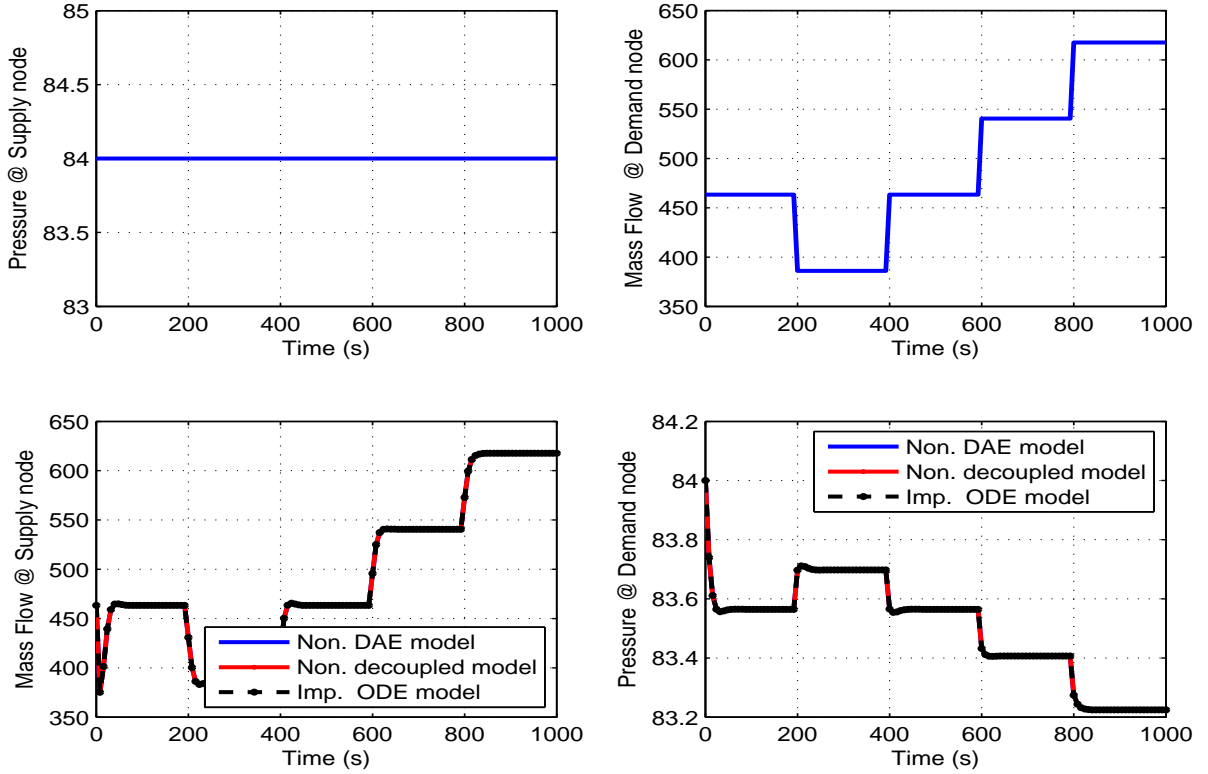 85
84.5
84
83.5
83
Pressure @ Supply node
0 200 400 600 800 1000
Time (s)
650
600
550
500
450
400
350
Mass Flow @ Demand node
0 200 400 600 800 1000
Time (s)
650
600
550
500
450
400
350
Mass Flow @ Supply node
0 200 400 600 800 1000
Time (s)
Non. DAE model
Non. decoupled model
Imp. ODE model
84.2
84
83.8
83.6
83.4
83.2
Pressure @ Demand node
0 200 400 600 800 1000
Time (s)
Non. DAE model
Non. decoupled model
Imp. ODE model